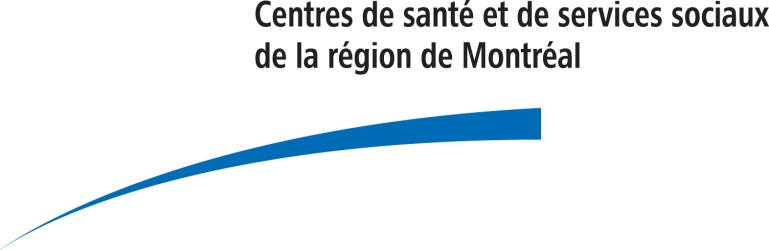 Centres de santé et de services sociaux
de la région de Montréal